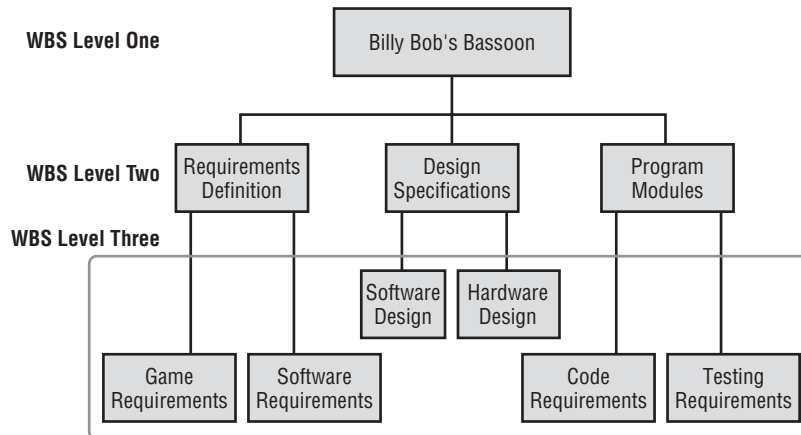 WBS Level One
Billy Bob's Bassoon
WBS Level Two
Requirements
Definition
Design
Specifications
Program
Modules
WBS Level Three
Software
Design
Hardware
Design
Game
Requirements
Software
Requirements
Code
Requirements
Testing
Requirements